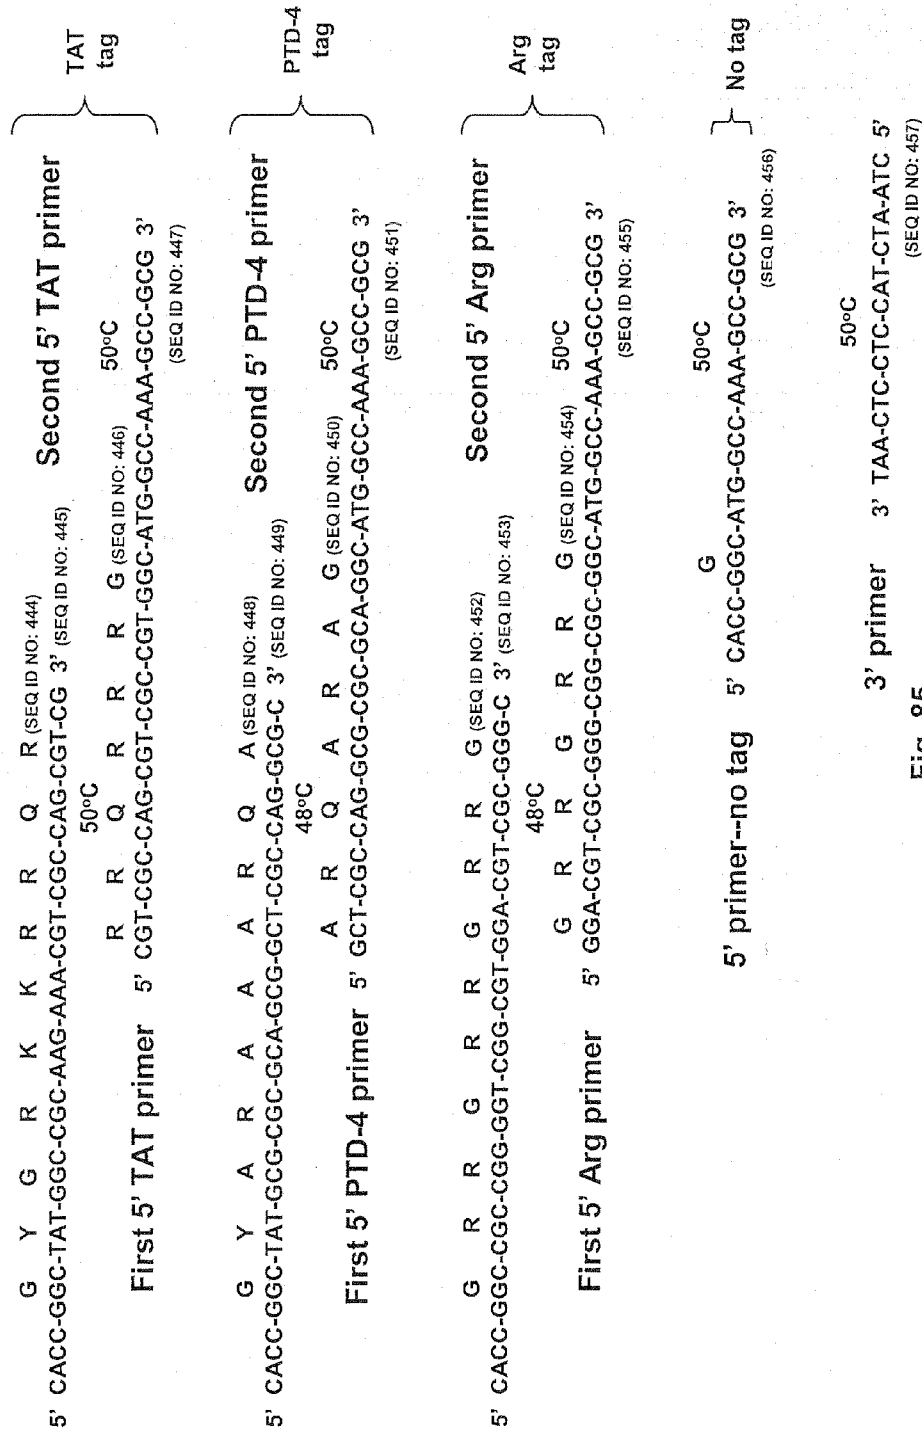 G Y G R K K R R Q R (SEQ ID NO: 444)
5' CACC-GGC-TAT-GGC-CGC-AAG-AAA-CGT-CGC-CAG-CGT-CG 3' (SEQ ID NO: 445)
Second 5' TAT primer
50°C
R R Q R R R G (SEQ ID NO: 446)
50°C
First 5' TAT primer 5' CGT-CGC-CAG-CGT-CGC-CGT-GGC-ATG-GCC-AAA-GCC-GCG 3'
(SEQ ID NO: 447)
TAT
tag
G Y A R A A A R Q A (SEQ ID NO: 448)
5' CACC-GGC-TAT-GCG-CGC-GCA-GCG-GCT-CGC-CAG-GCG-C 3' (SEQ ID NO: 449)
Second 5' PTD-4 primer
48°C
A R Q A R A G (SEQ ID NO: 450)
50°C
First 5' PTD-4 primer 5' GCT-CGC-CAG-GCG-CGC-GCA-GGC-ATG-GCC-AAA-GCC-GCG 3'
(SEQ ID NO: 451)
PTD-4
tag
G R R G R R G R R G (SEQ ID NO: 452)
5' CACC-GGC-CGC-CGG-GGT-CGG-CGT-GGA-CGT-CGC-GGG-C 3' (SEQ ID NO: 453)
Second 5' Arg primer
48°C
G R R G R R G (SEQ ID NO: 454)
50°C
First 5' Arg primer 5' GGA-CGT-CGC-GGG-CGG-CGC-GGC-ATG-GCC-AAA-GCC-GCG 3'
(SEQ ID NO: 455)
Arg
tag
G
50°C
5' primer--no tag 5' CACC-GGC-ATG-GCC-AAA-GCC-GCG 3'
(SEQ ID NO: 456)
No tag
50°C
3' primer 3' TAA-CTC-CTC-CAT-CTA-ATC 5'
(SEQ ID NO: 457)
Fig. 85